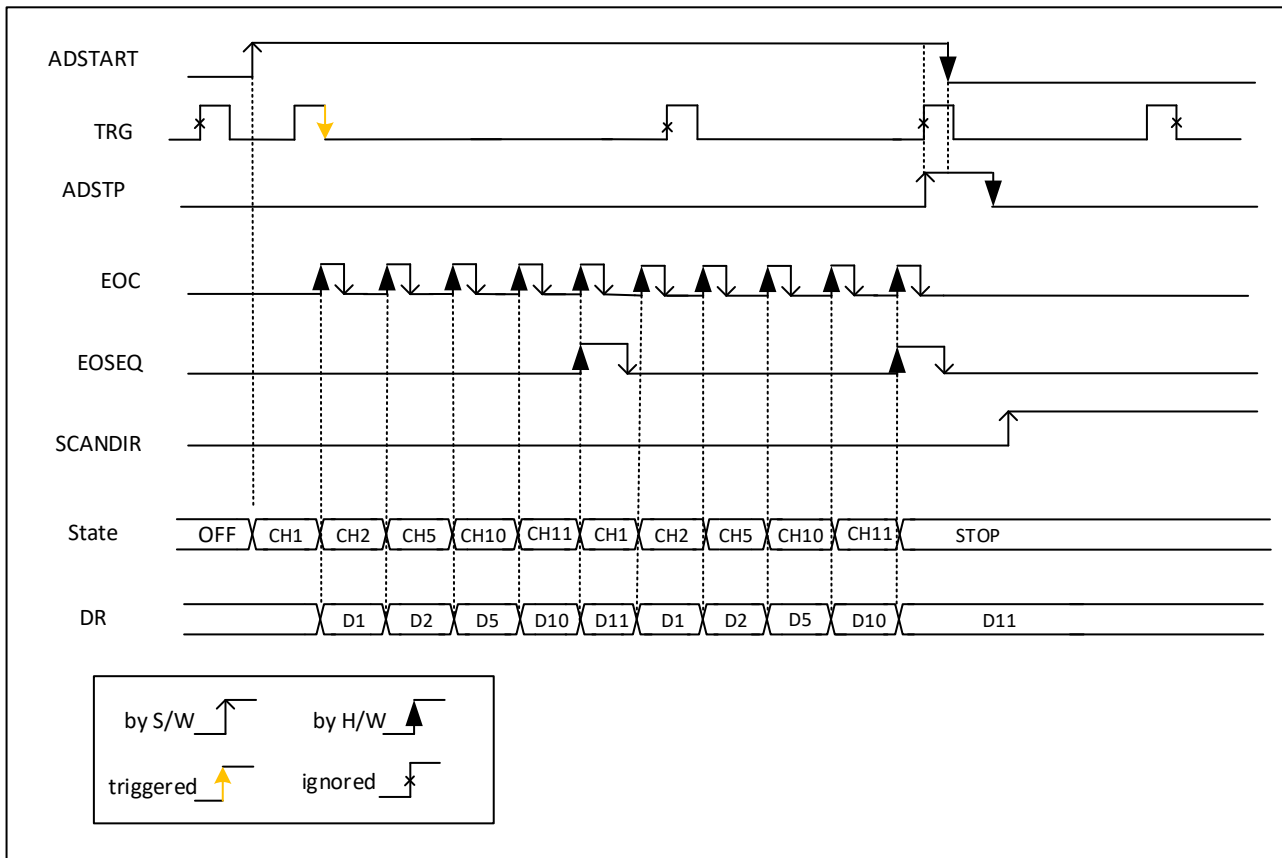 ADSTART
TRG
ADSTP
EOC
EOSEQ
SCANDIR
State OFF CH1 CH2 CH5 CH10 CH11 CH1 CH2 CH5 CH10 CH11 STOP
DR D1 D2 D5 D10 D11 D1 D2 D5 D10 D11
by S/W by H/W
triggered ignored